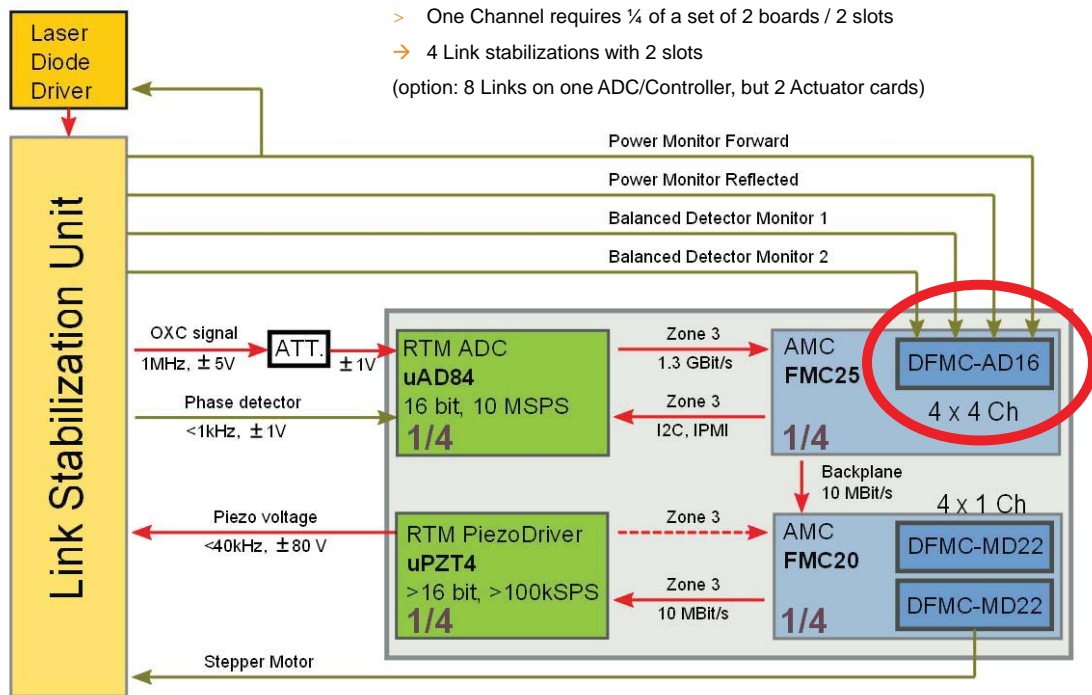 > One Channel requires ¼ of a set of 2 boards / 2 slots
→ 4 Link stabilizations with 2 slots
(option: 8 Links on one ADC/Controller, but 2 Actuator cards)
Laser
Diode
Driver
Link Stabilization Unit
Power Monitor Forward
Power Monitor Reflected
Balanced Detector Monitor 1
Balanced Detector Monitor 2
OXC signal
1MHz, ±5V
ATT.
±1V
Phase detector
<1kHz, ±1V
RTM ADC
uAD84
16 bit, 10 MSPS
1/4
Zone 3
1.3 GBit/s
Zone 3
I2C, IPMI
AMC
FMC25
DFMC-AD16
4 x 4 Ch
1/4
Backplane
10 MBit/s
Piezo voltage
<40kHz, ±80 V
RTM PiezoDriver
uPZT4
>16 bit, >100kSPS
1/4
Zone 3
Zone 3
10 MBit/s
4 x 1 Ch
AMC
FMC20
DFMC-MD22
DFMC-MD22
1/4
Stepper Motor